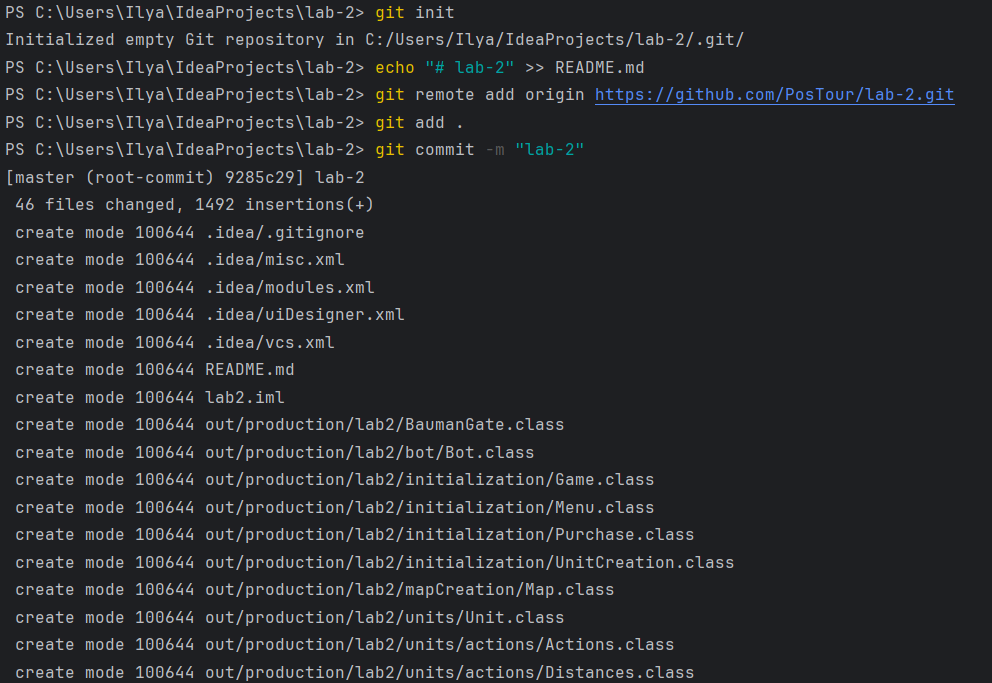 PS C:\Users\Ilya\IdeaProjects\lab-2> git init
Initialized empty Git repository in C:/Users/Ilya/IdeaProjects/lab-2/.git/
PS C:\Users\Ilya\IdeaProjects\lab-2> echo "# lab-2" >> README.md
PS C:\Users\Ilya\IdeaProjects\lab-2> git remote add origin https://github.com/PosTour/lab-2.git
PS C:\Users\Ilya\IdeaProjects\lab-2> git add .
PS C:\Users\Ilya\IdeaProjects\lab-2> git commit -m "lab-2"
[master (root-commit) 9285c29] lab-2
 46 files changed, 1492 insertions(+)
 create mode 100644 .idea/.gitignore
 create mode 100644 .idea/misc.xml
 create mode 100644 .idea/modules.xml
 create mode 100644 .idea/uiDesigner.xml
 create mode 100644 .idea/vcs.xml
 create mode 100644 README.md
 create mode 100644 lab2.iml
 create mode 100644 out/production/lab2/BaumanGate.class
 create mode 100644 out/production/lab2/bot/Bot.class
 create mode 100644 out/production/lab2/initialization/Game.class
 create mode 100644 out/production/lab2/initialization/Menu.class
 create mode 100644 out/production/lab2/initialization/Purchase.class
 create mode 100644 out/production/lab2/initialization/UnitCreation.class
 create mode 100644 out/production/lab2/mapCreation/Map.class
 create mode 100644 out/production/lab2/units/Unit.class
 create mode 100644 out/production/lab2/units/actions/Actions.class
 create mode 100644 out/production/lab2/units/actions/Distances.class